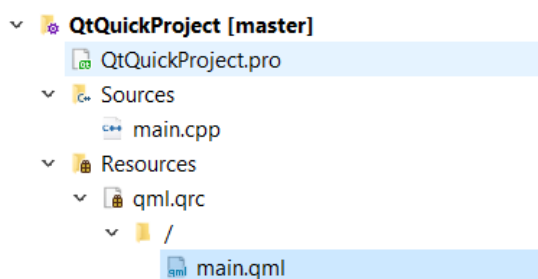 QtQuickProject [master]
QtQuickProject.pro
Sources
main.cpp
Resources
qml.qrc
/
main.qml